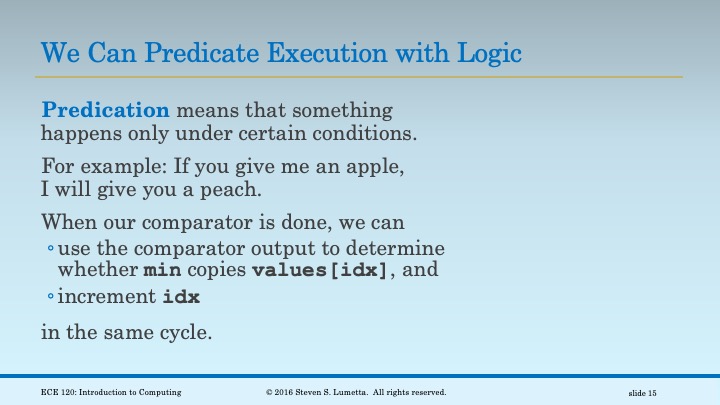 We Can Predicate Execution with Logic
Predication means that something
happens only under certain conditions.
For example: If you give me an apple,
I will give you a peach.
When our comparator is done, we can
◦use the comparator output to determine
whether min copies values[idx], and
◦increment idx
in the same cycle.
ECE 120: Introduction to Computing © 2016 Steven S. Lumetta. All rights reserved. slide 15